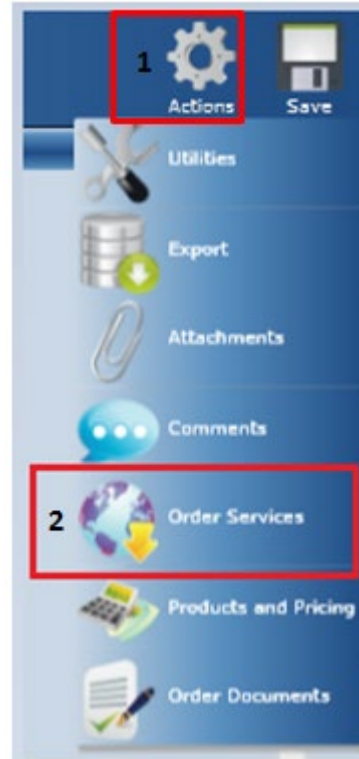 1
Actions Save
Utilities
Export
Attachments
Comments
2 Order Services
Products and Pricing
Order Documents